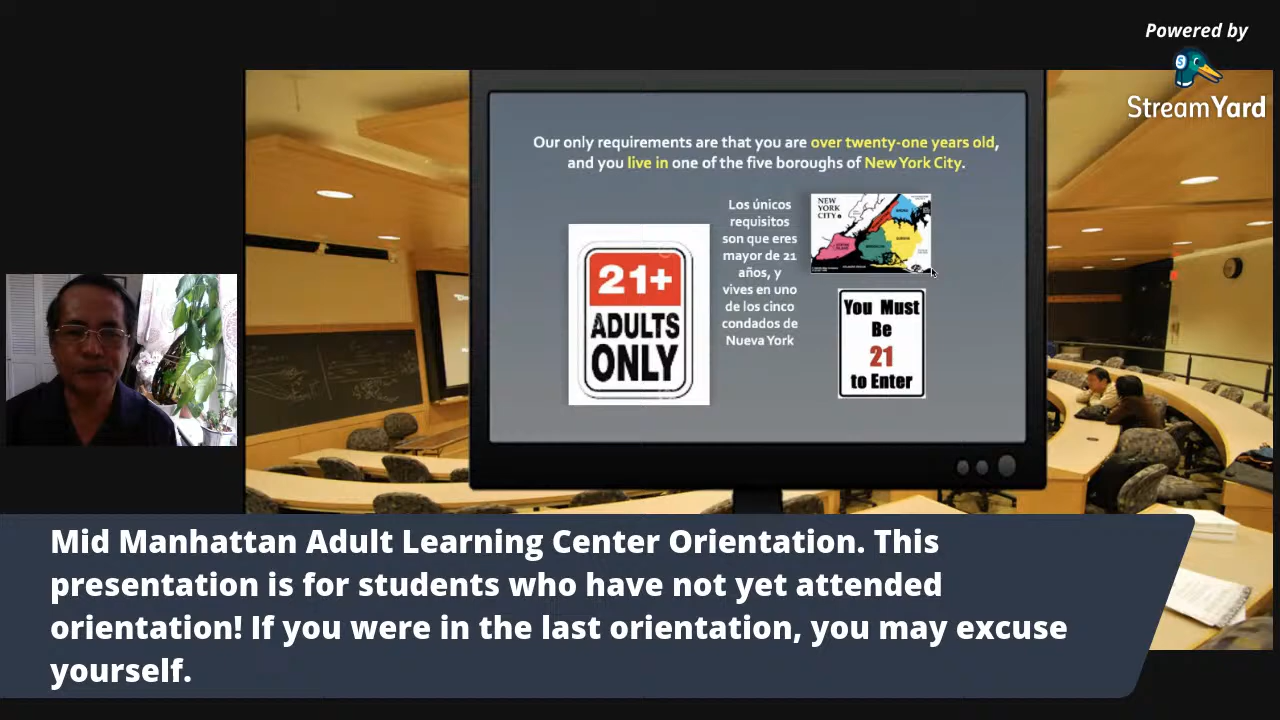 Powered by
StreamYard
Our only requirements are that you are over twenty-one years old,
and you live in one of the five boroughs of New York City.
Los únicos
requisitos
son que eres
mayor de 21
años, y
vives en uno
de los cinco
condados de
Nueva York
21+
ADULTS
ONLY
NEW
YORK
CITY
You Must
Be
21
to Enter
Mid Manhattan Adult Learning Center Orientation. This
presentation is for students who have not yet attended
orientation! If you were in the last orientation, you may excuse
yourself.